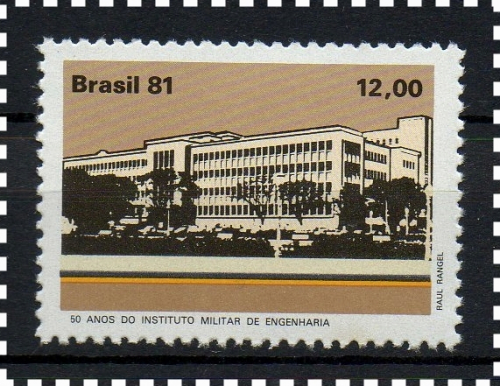 Brasil 81 12,00
RAUL RANGEL
50 ANOS DO INSTITUTO MILITAR DE ENGENHARIA